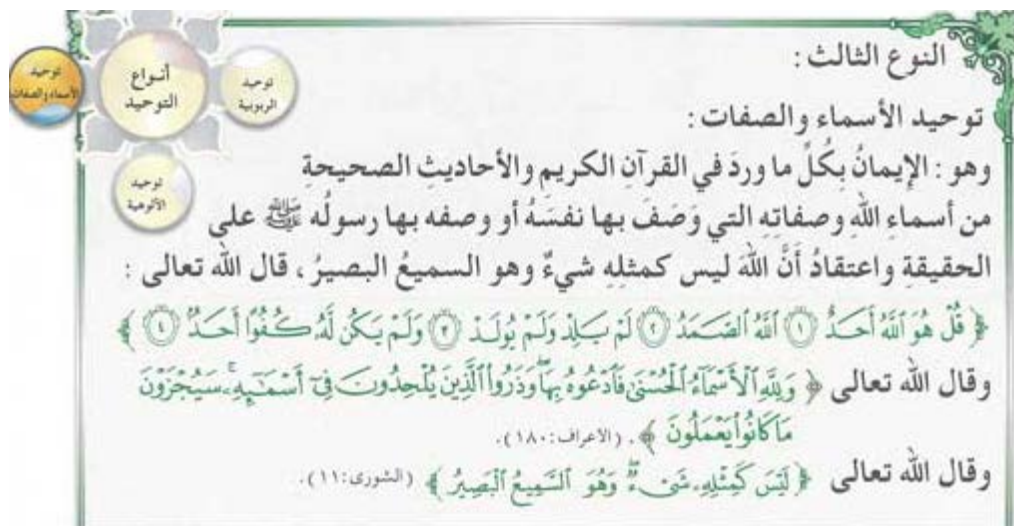 النوع الثالث :
أنواع
التوحيد
توحيد
الربوبية
توحيد
الأسماء والصفات
توحيد
الألوهية
توحيد الأسماء والصفات :
وهو : الإيمانُ بِكُلِّ ما وردَ في القرآنِ الكريمِ والأحاديثِ الصحيحةِ
من أسماءِ اللهِ وصفاتِهِ التي وَصَفَ بها نفسَهُ أو وصفه بها رسولُه ﷺ على
الحقيقةِ واعتقادُ أنَّ اللهَ ليس كمثلِهِ شيءٌ وهو السميعُ البصيرُ ، قال الله تعالى :
﴿ قُلْ هُوَ ٱللَّهُ أَحَدٌ ۝١ ٱللَّهُ ٱلصَّمَدُ ۝٢ لَمْ يَلِدْ وَلَمْ يُولَدْ ۝٣ وَلَمْ يَكُن لَّهُۥ كُفُوًا أَحَدٌۢ ۝٤ ﴾
وقال الله تعالى ﴿ وَلِلَّهِ ٱلْأَسْمَآءُ ٱلْحُسْنَىٰ فَٱدْعُوهُ بِهَا ۖ وَذَرُوا۟ ٱلَّذِينَ يُلْحِدُونَ فِىٓ أَسْمَـٰٓئِهِۦ ۚ سَيُجْزَوْنَ
مَا كَانُوا۟ يَعْمَلُونَ ﴾ . (الاعراف:١٨٠).
وقال الله تعالى ﴿ لَيْسَ كَمِثْلِهِۦ شَىْءٌ ۖ وَهُوَ ٱلسَّمِيعُ ٱلْبَصِيرُ ﴾ (الشورى:١١).